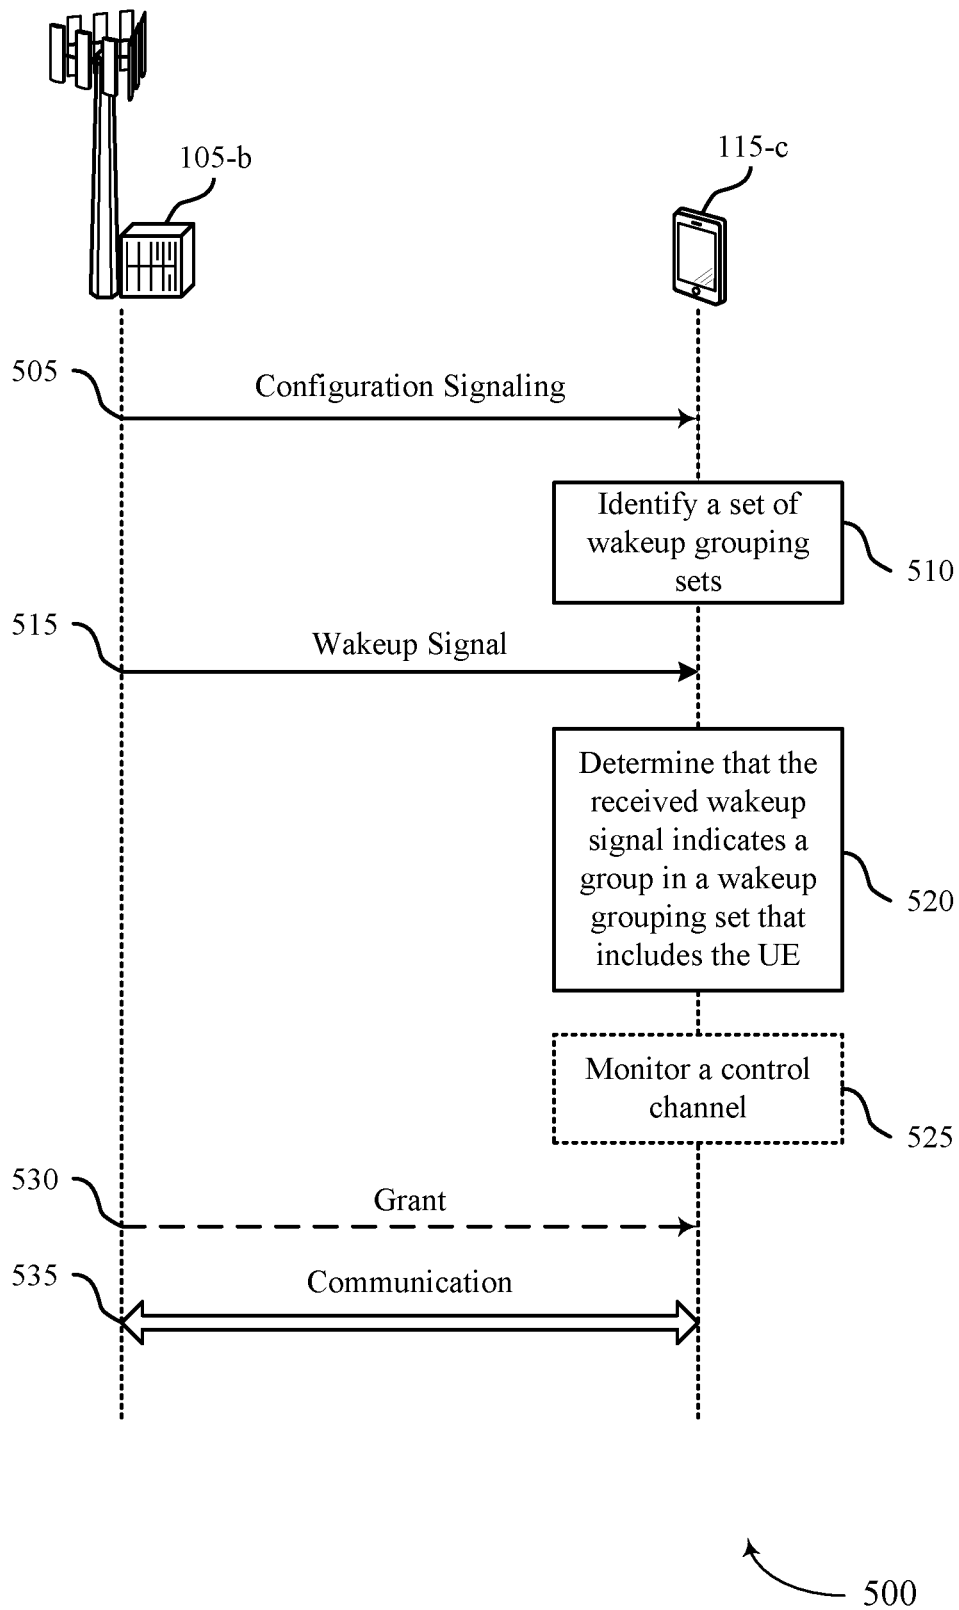 105-b
115-c
505
Configuration Signaling
Identify a set of
wakeup grouping
sets
510
515
Wakeup Signal
Determine that the
received wakeup
signal indicates a
group in a wakeup
grouping set that
includes the UE
520
Monitor a control
channel
525
530
Grant
535
Communication
500